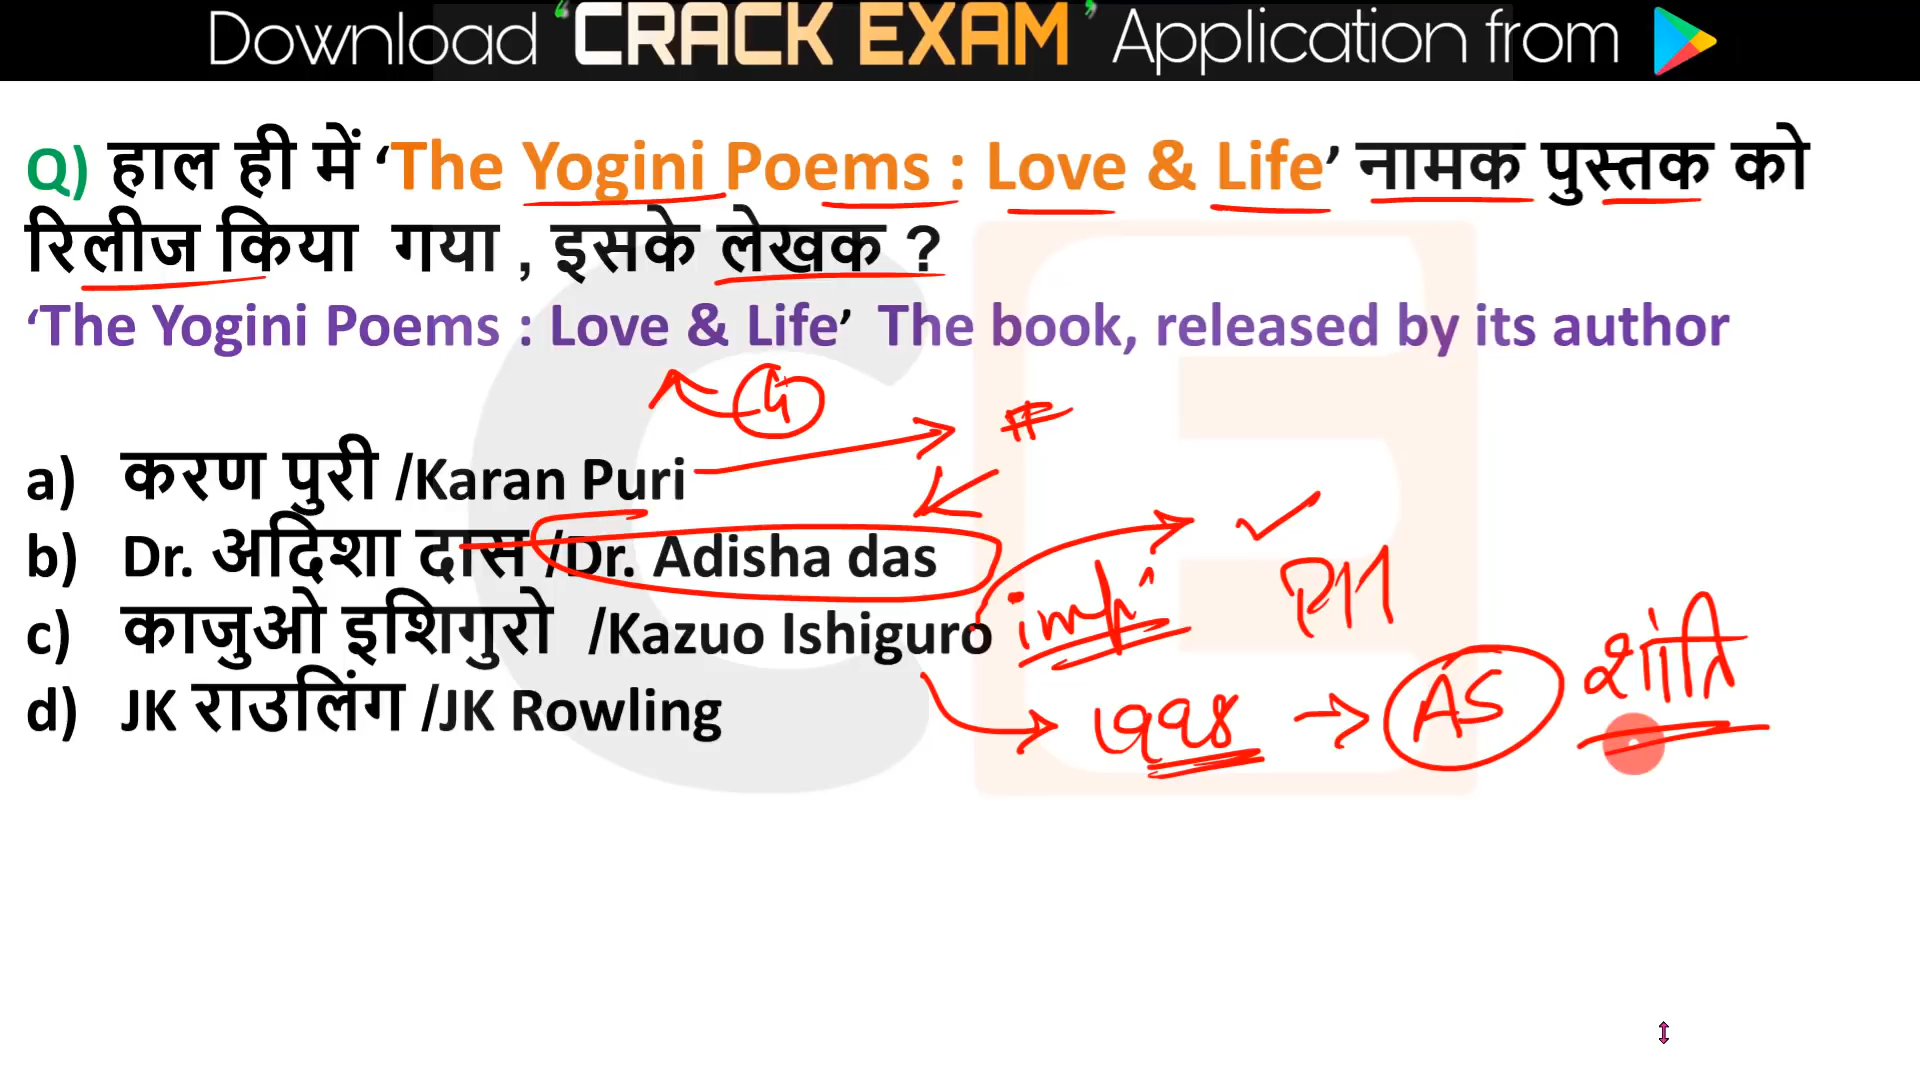 Download 'CRACK EXAM' Application from
Q) हाल ही में ‘The Yogini Poems : Love & Life’ नामक पुस्तक को
रिलीज किया गया , इसके लेखक ?
‘The Yogini Poems : Love & Life’ The book, released by its author
a) करण पुरी /Karan Puri
b) Dr. अदिशा दास /Dr. Adisha das
c) काजुओ इशिगुरो /Kazuo Ishiguro
d) JK राउलिंग /JK Rowling
imp:
AS
शांति